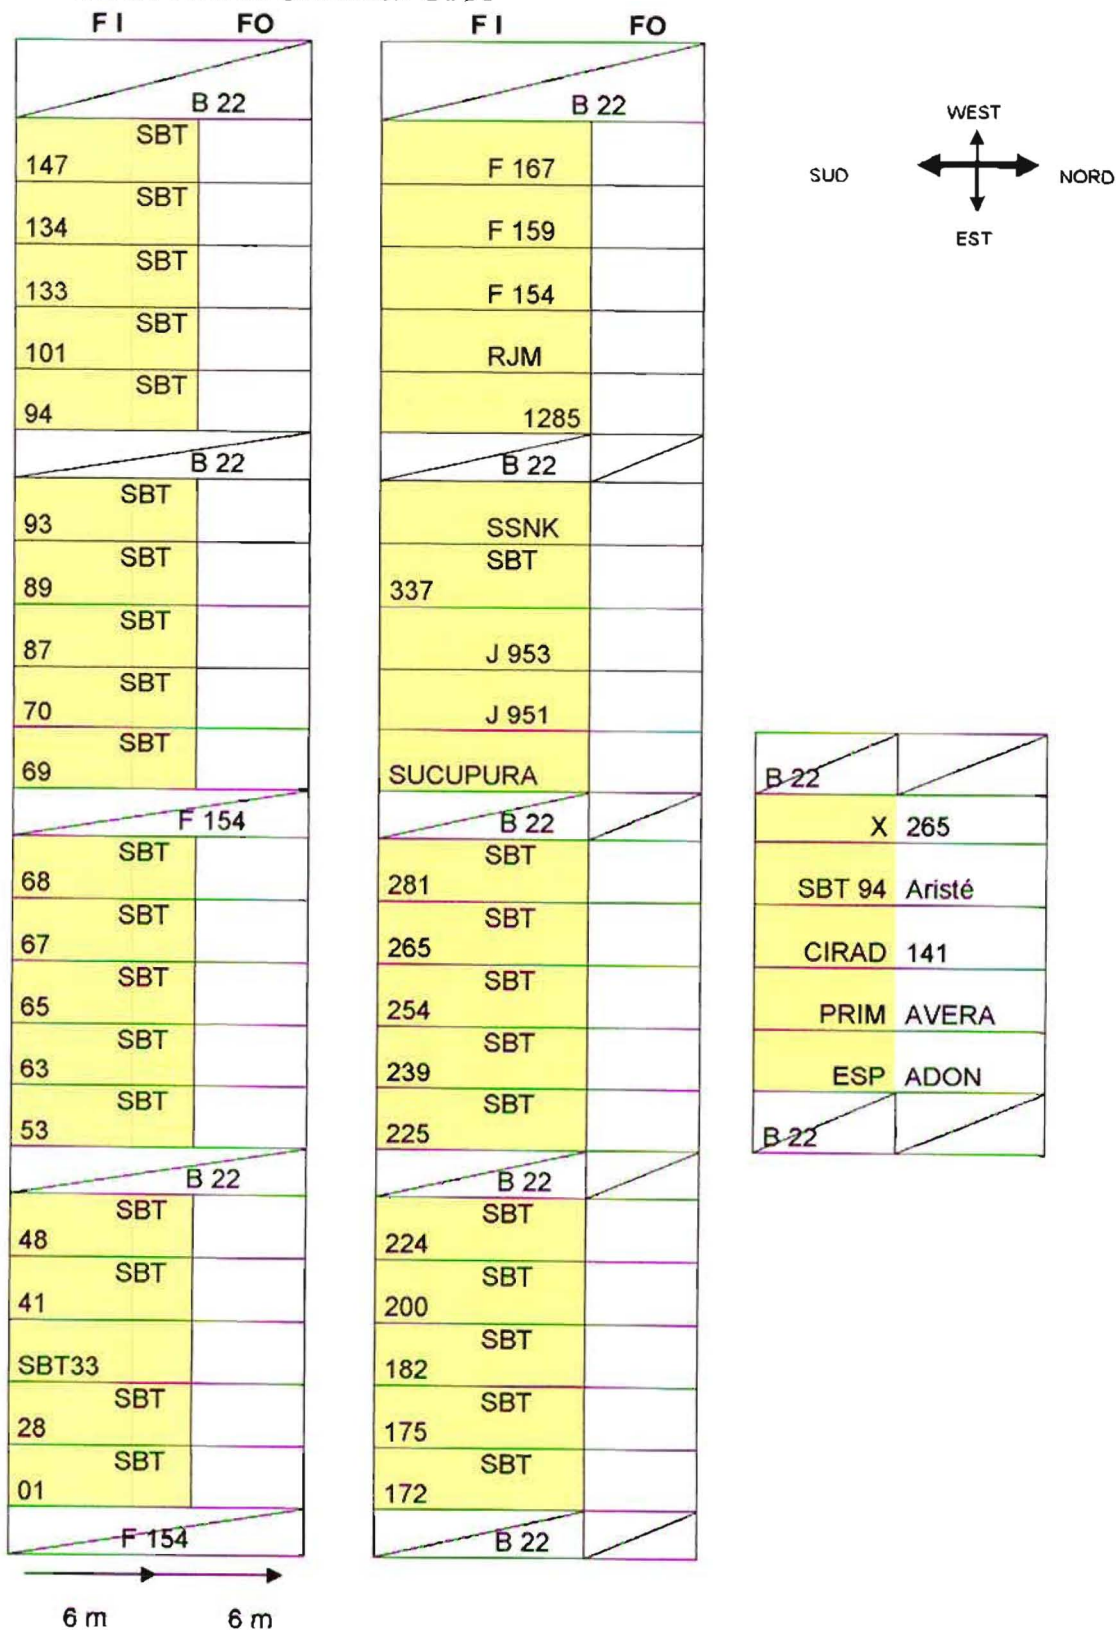 F I FO
B 22
SBT
147
SBT
134
SBT
133
SBT
101
SBT
94
B 22
SBT
93
SBT
89
SBT
87
SBT
70
SBT
69
F 154
SBT
68
SBT
67
SBT
65
SBT
63
SBT
53
B 22
SBT
48
SBT
41
SBT33
SBT
28
SBT
01
F 154
6 m 6 m
F I FO
B 22
F 167
F 159
F 154
RJM
1285
B 22
SSNK
SBT
337
J 953
J 951
SUCUPURA
B 22
SBT
281
SBT
265
SBT
254
SBT
239
SBT
225
B 22
SBT
224
SBT
200
SBT
182
SBT
175
SBT
172
B 22
WEST
SUD NORD
EST
B 22
X 265
SBT 94 Aristé
CIRAD 141
PRIM AVERA
ESP ADON
B 22